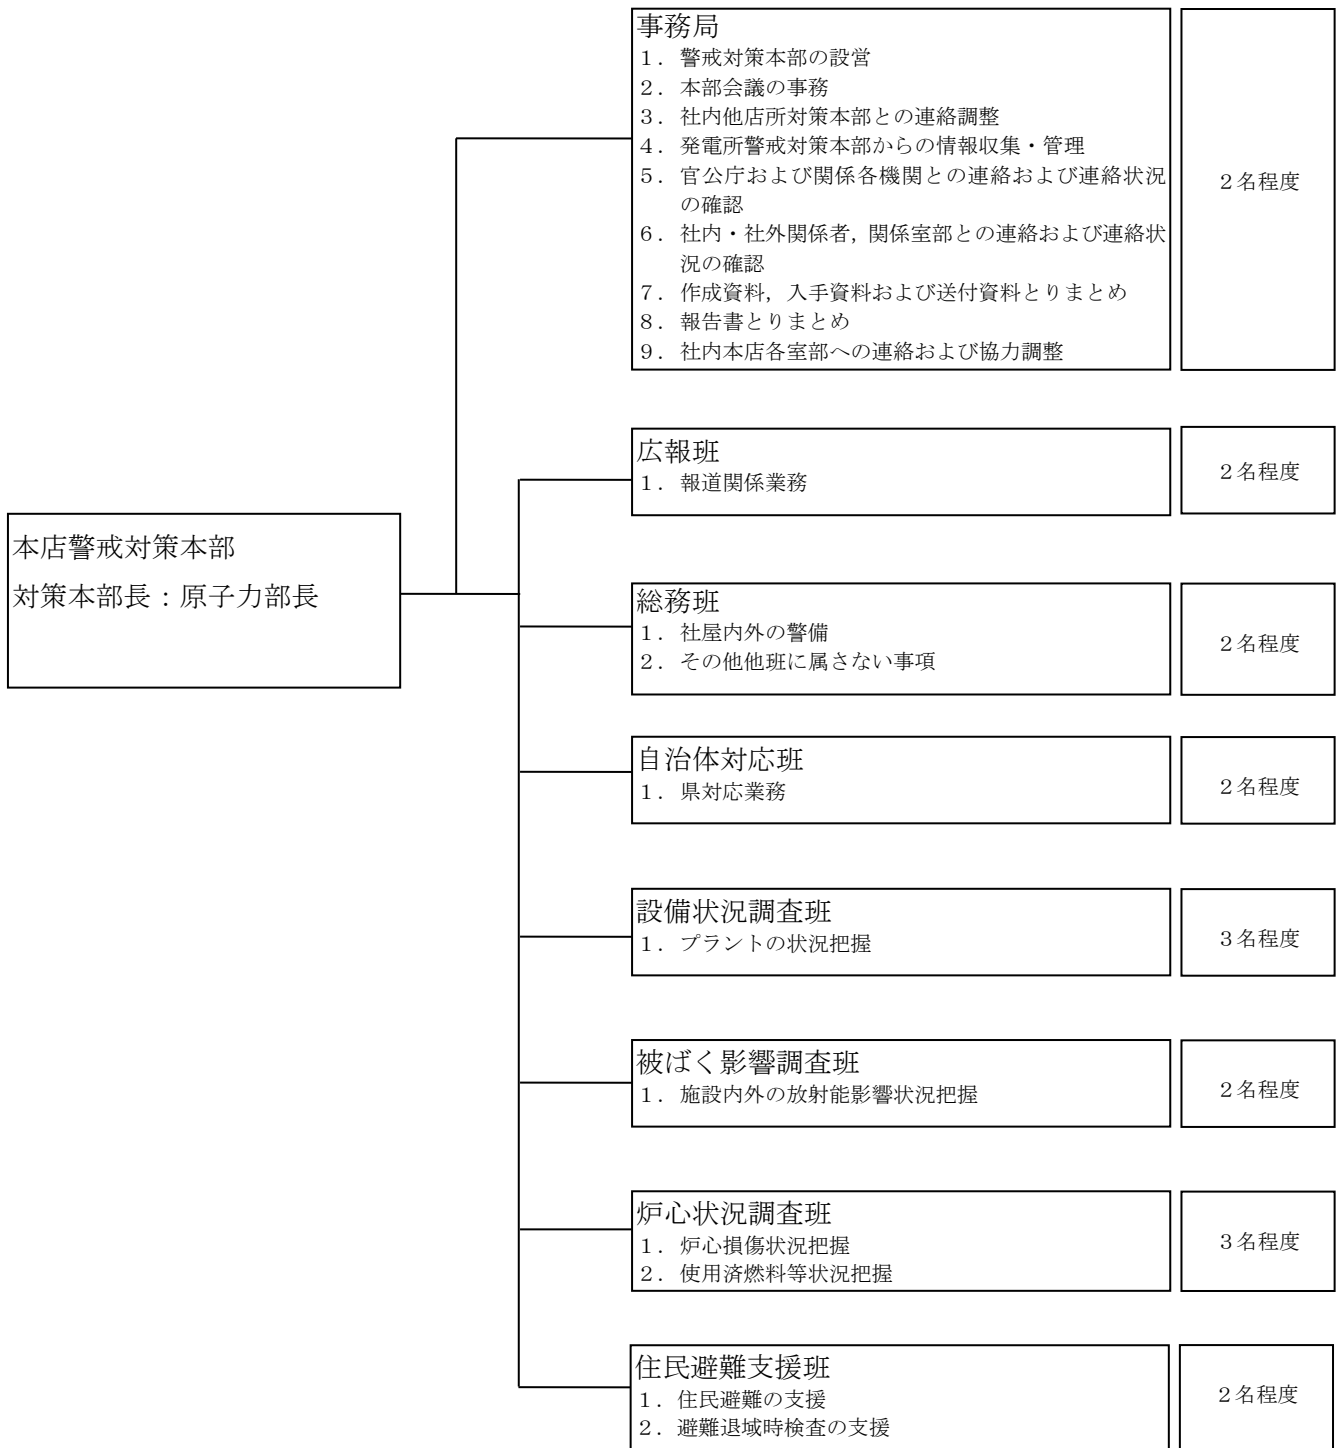 事務局
１．警戒対策本部の設営
２．本部会議の事務
３．社内他店所対策本部との連絡調整
４．発電所警戒対策本部からの情報収集・管理
５．官公庁および関係各機関との連絡および連絡状況
の確認
６．社内・社外関係者，関係室部との連絡および連絡状
況の確認
７．作成資料，入手資料および送付資料とりまとめ
８．報告書とりまとめ
９．社内本店各室部への連絡および協力調整
２名程度
広報班
１．報道関係業務
２名程度
本店警戒対策本部
対策本部長：原子力部長
総務班
１．社屋内外の警備
２．その他他班に属さない事項
２名程度
自治体対応班
１．県対応業務
２名程度
設備状況調査班
１．プラントの状況把握
３名程度
被ばく影響調査班
１．施設内外の放射能影響状況把握
２名程度
炉心状況調査班
１．炉心損傷状況把握
２．使用済燃料等状況把握
３名程度
住民避難支援班
１．住民避難の支援
２．避難退域時検査の支援
２名程度